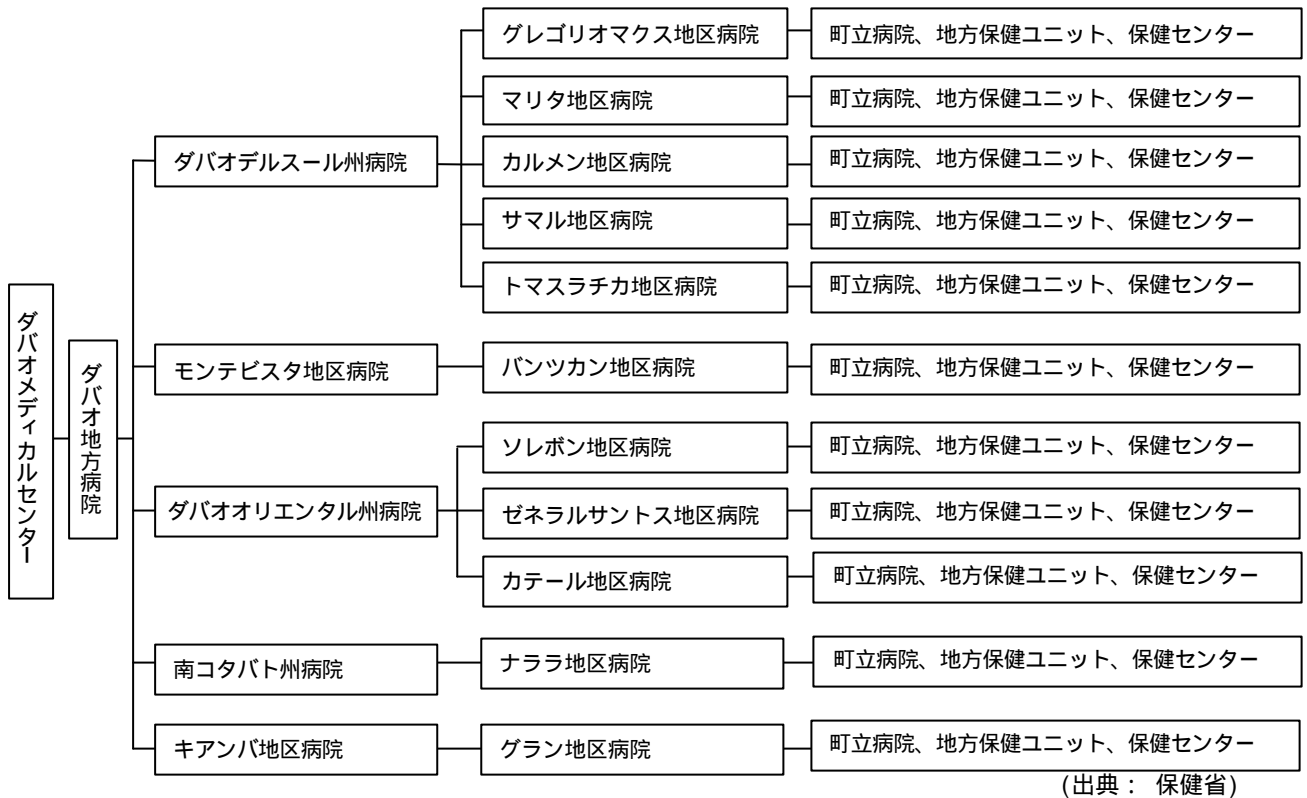 ダバオメディカルセンター
ダバオ地方病院
ダバオデルスール州病院
グレゴリオマクス地区病院
町立病院、地方保健ユニット、保健センター
マリタ地区病院
町立病院、地方保健ユニット、保健センター
カルメン地区病院
町立病院、地方保健ユニット、保健センター
サマル地区病院
町立病院、地方保健ユニット、保健センター
トマスラチカ地区病院
町立病院、地方保健ユニット、保健センター
モンテビスタ地区病院
バンツカン地区病院
町立病院、地方保健ユニット、保健センター
ダバオオリエンタル州病院
ソレボン地区病院
町立病院、地方保健ユニット、保健センター
ゼネラルサントス地区病院
町立病院、地方保健ユニット、保健センター
カテール地区病院
町立病院、地方保健ユニット、保健センター
南コタバト州病院
ナララ地区病院
町立病院、地方保健ユニット、保健センター
キアンバ地区病院
グラン地区病院
町立病院、地方保健ユニット、保健センター
(出典： 保健省)